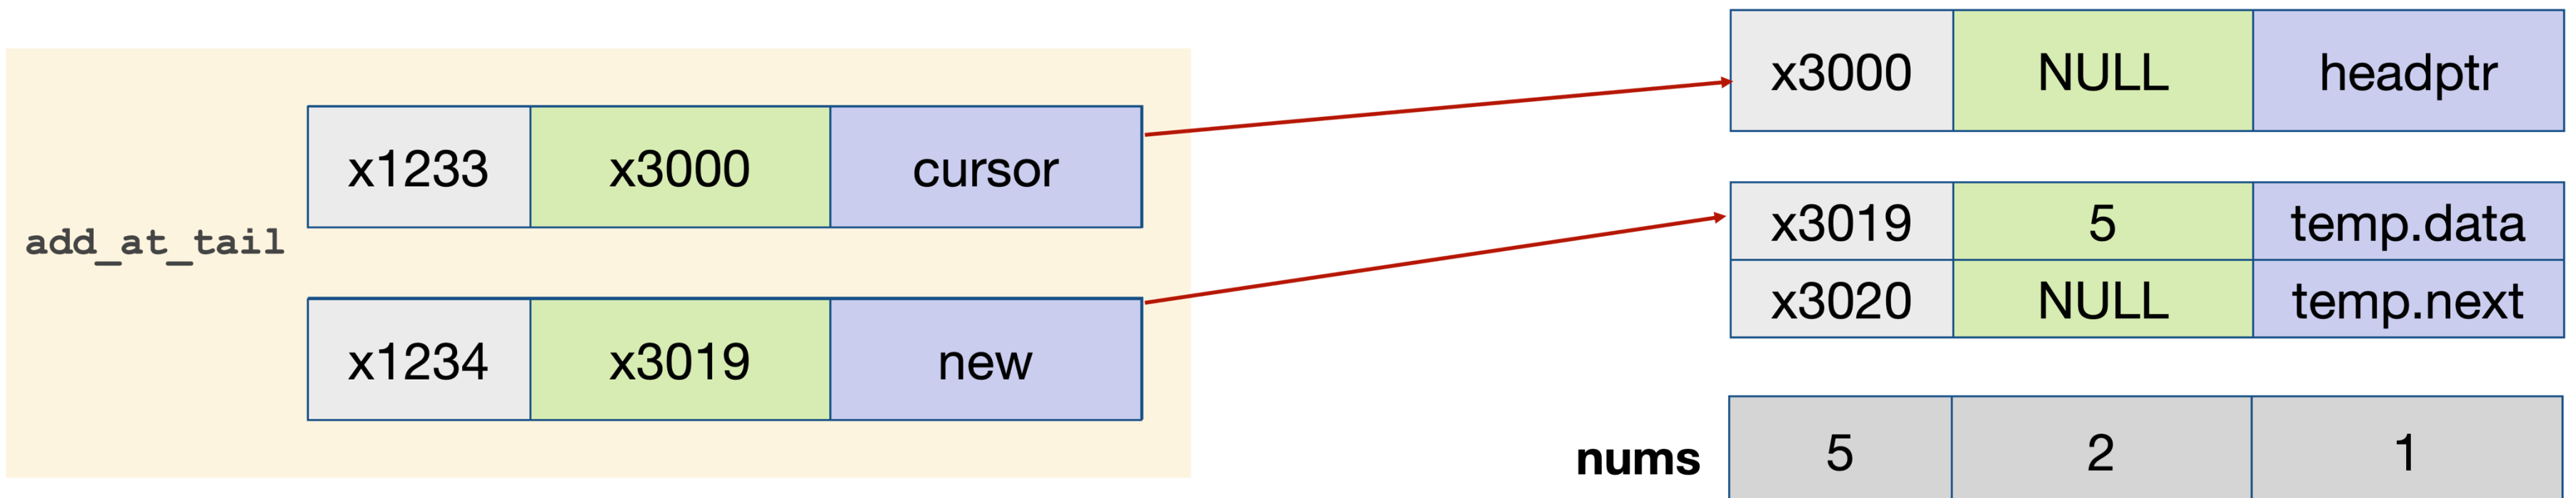 add_at_tail
x1233 x3000 cursor
x1234 x3019 new
x3000 NULL headptr
x3019 5 temp.data
x3020 NULL temp.next
nums 5 2 1